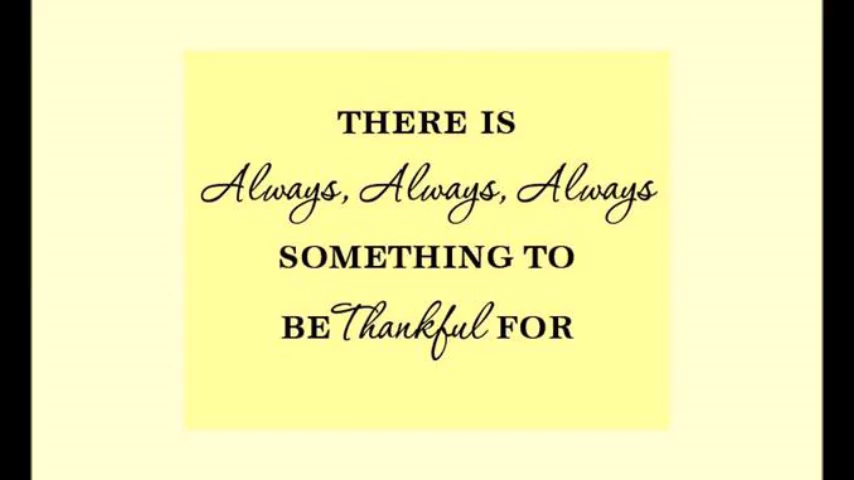 THERE IS
Always, Always, Always
SOMETHING TO
BE Thankful FOR